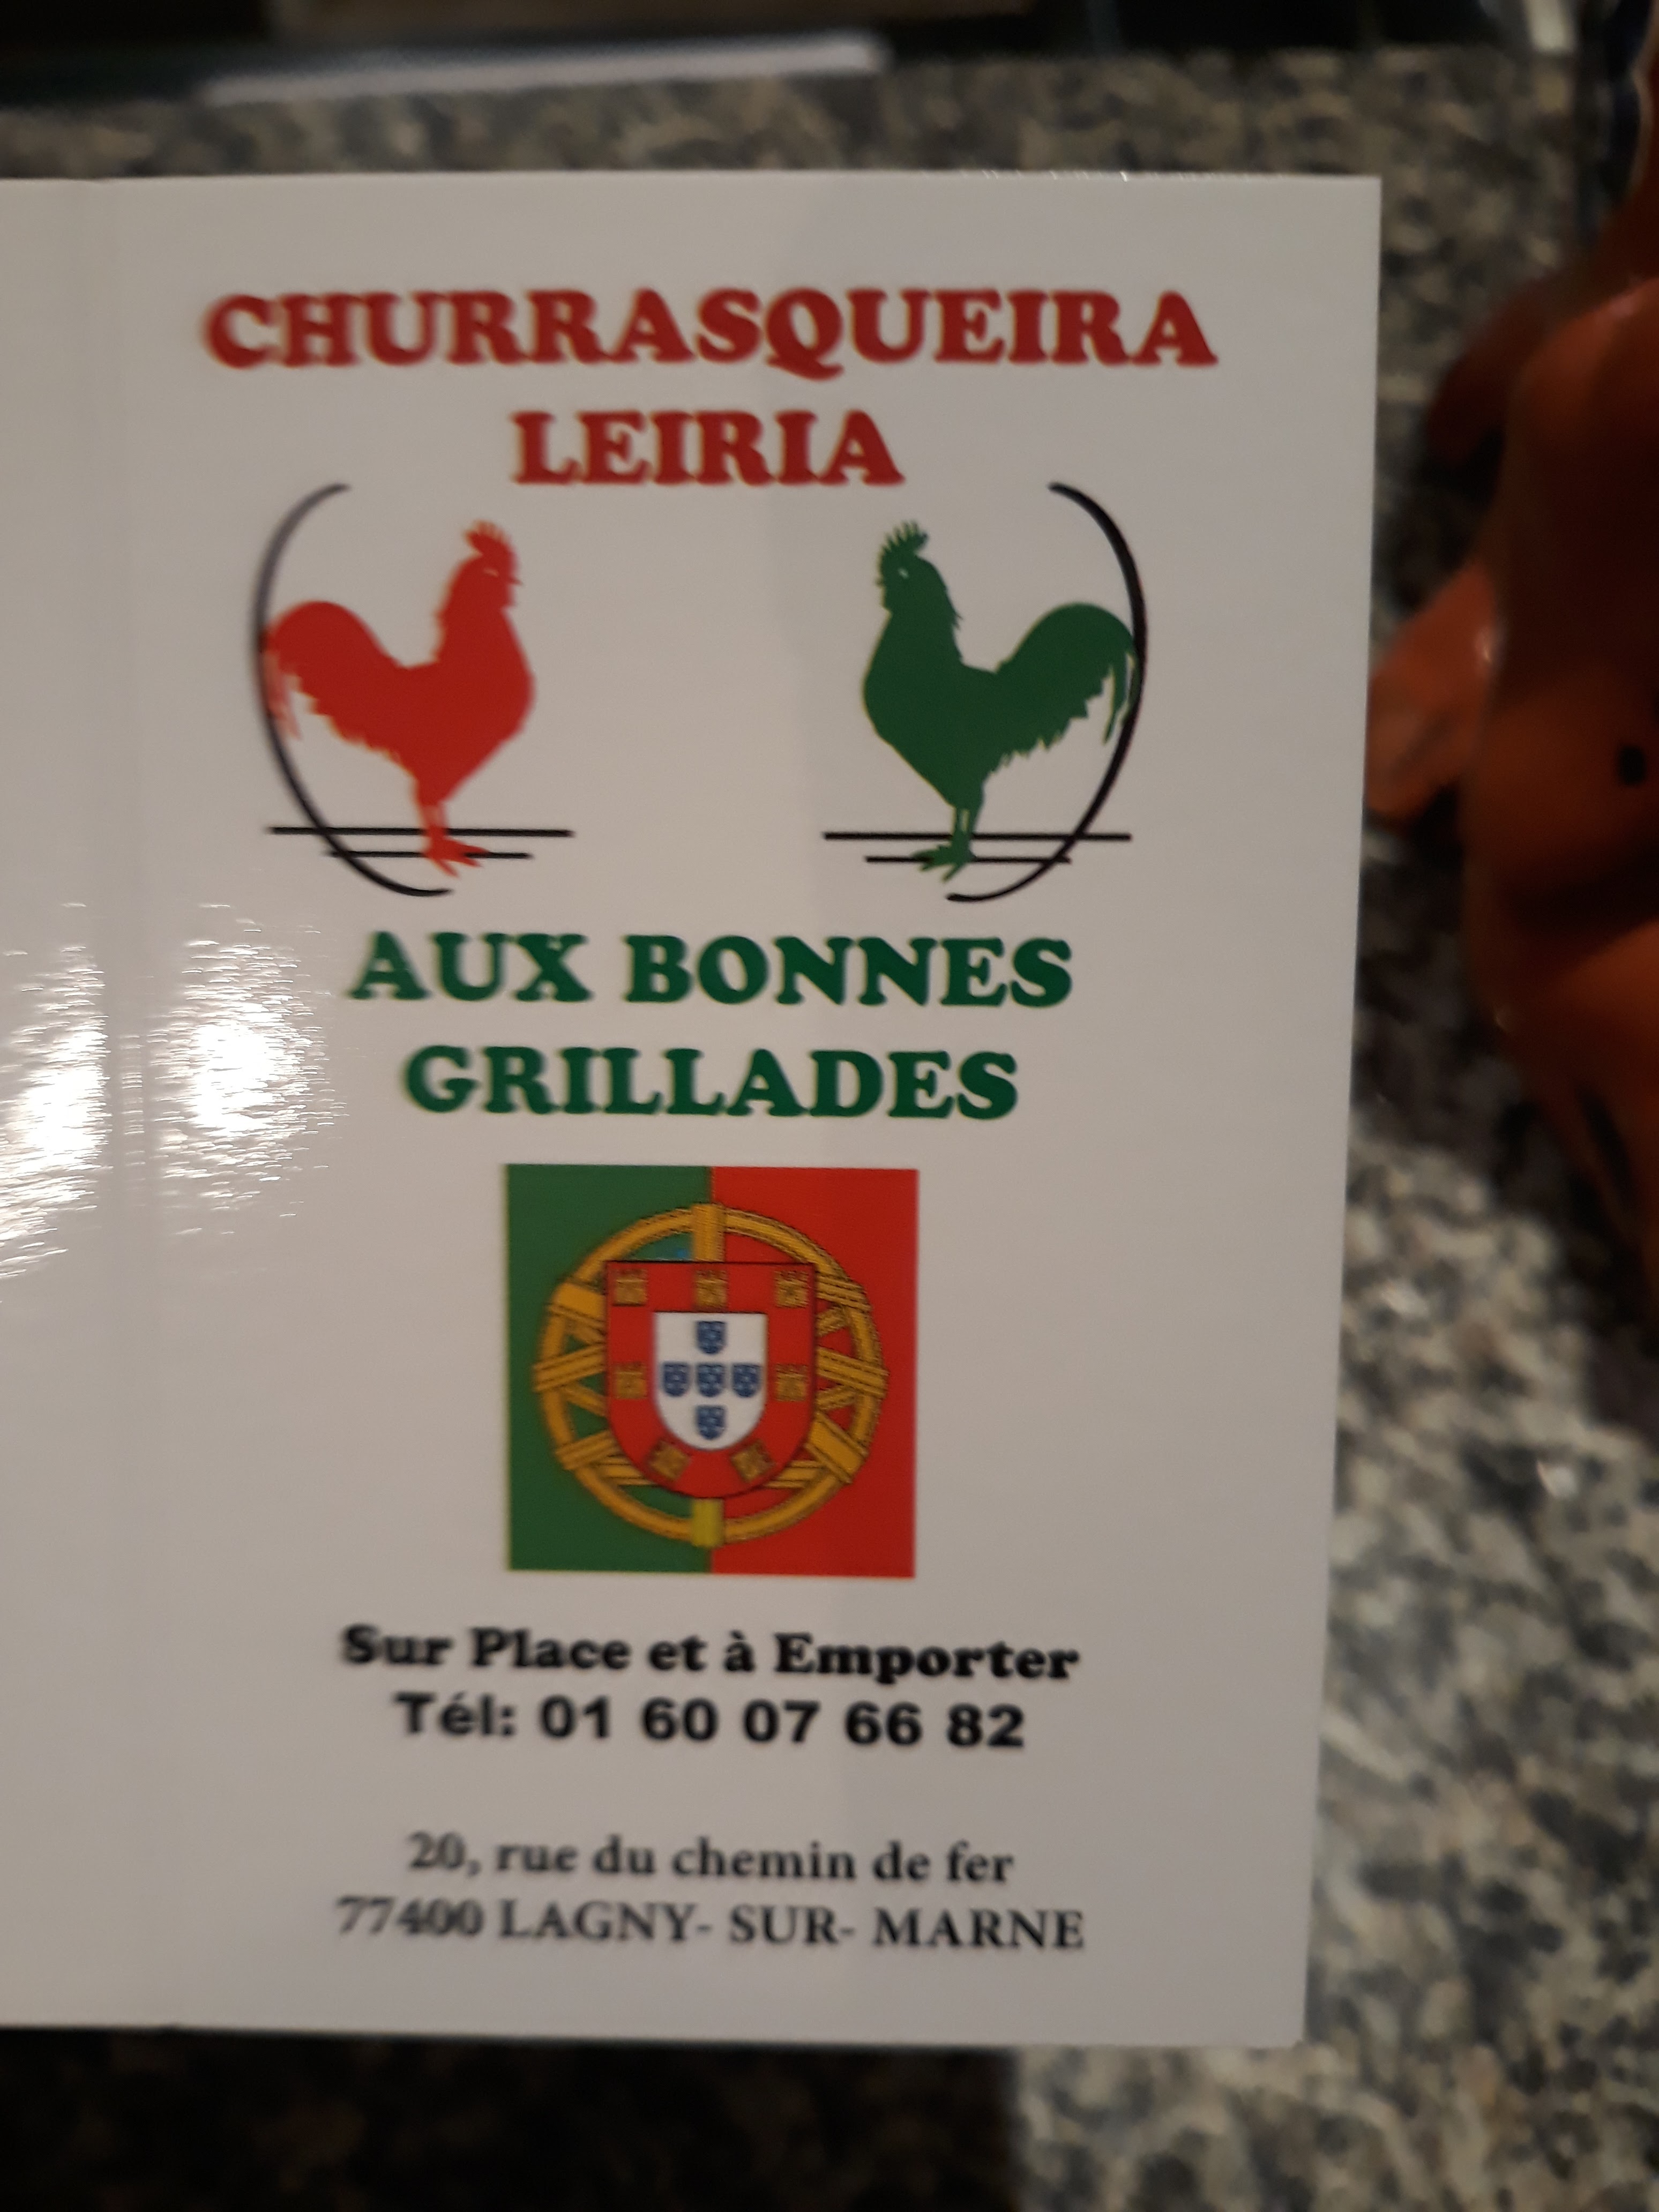 CHURRASQUEIRA
LEIRIA
AUX BONNES
GRILLADES
Sur Place et à Emporter
Tél: 01 60 07 66 82
20, rue du chemin de fer
77400 LAGNY- SUR- MARNE